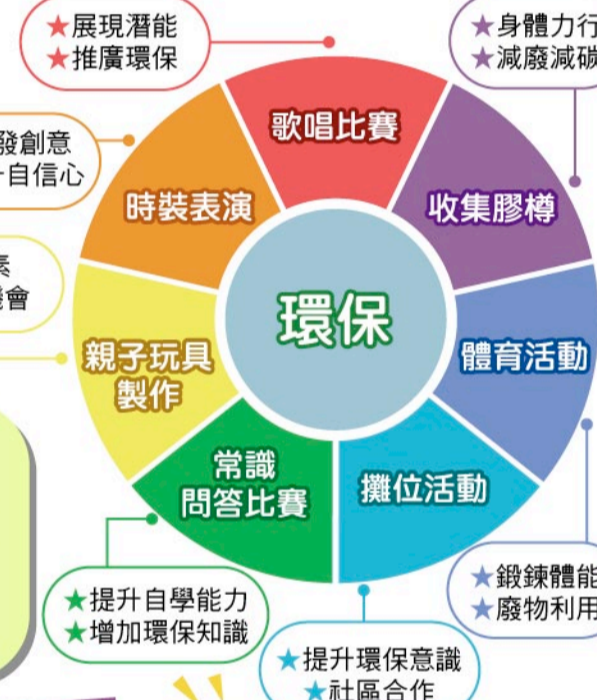 ★展現潛能
★推廣環保
★身體力行
★減廢減碳
發創意
自信心
素
機會
歌唱比賽
時裝表演
收集膠樽
環保
親子玩具
製作
體育活動
常識
問答比賽
攤位活動
★提升自學能力
★增加環保知識
★鍛鍊體能
★廢物利用
★提升環保意識
★社區合作